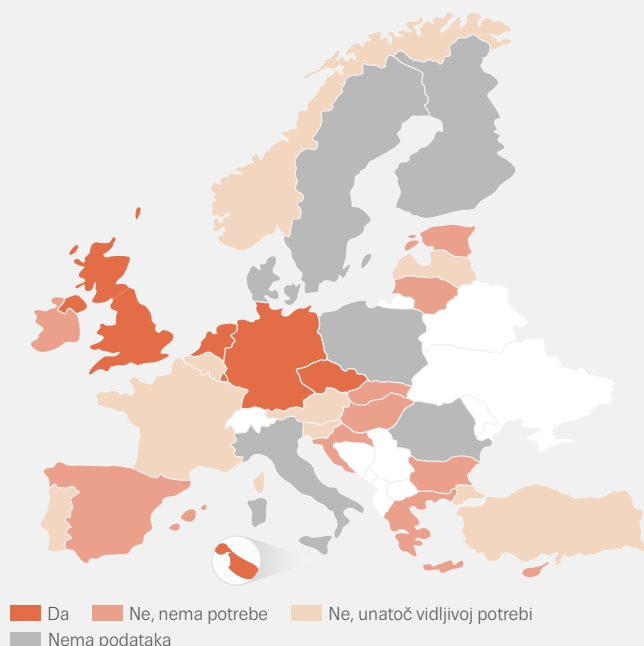 Da Ne, nema potrebe Ne, unatoč vidljivoj potrebi
Nema podataka